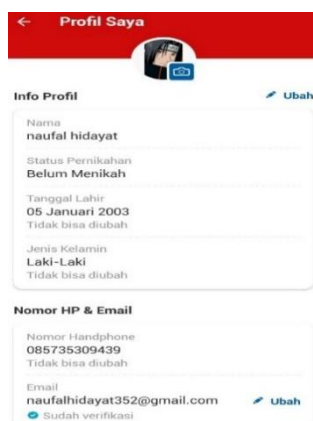 Profil Saya
Info Profil
Ubah
Nama
naufal hidayat
Status Pernikahan
Belum Menikah
Tanggal Lahir
05 Januari 2003
Tidak bisa diubah
Jenis Kelamin
Laki-Laki
Tidak bisa diubah
Nomor HP & Email
Nomor Handphone
085735309439
Tidak bisa diubah
Email
naufalhidayat352@gmail.com
Ubah
Sudah verifikasi